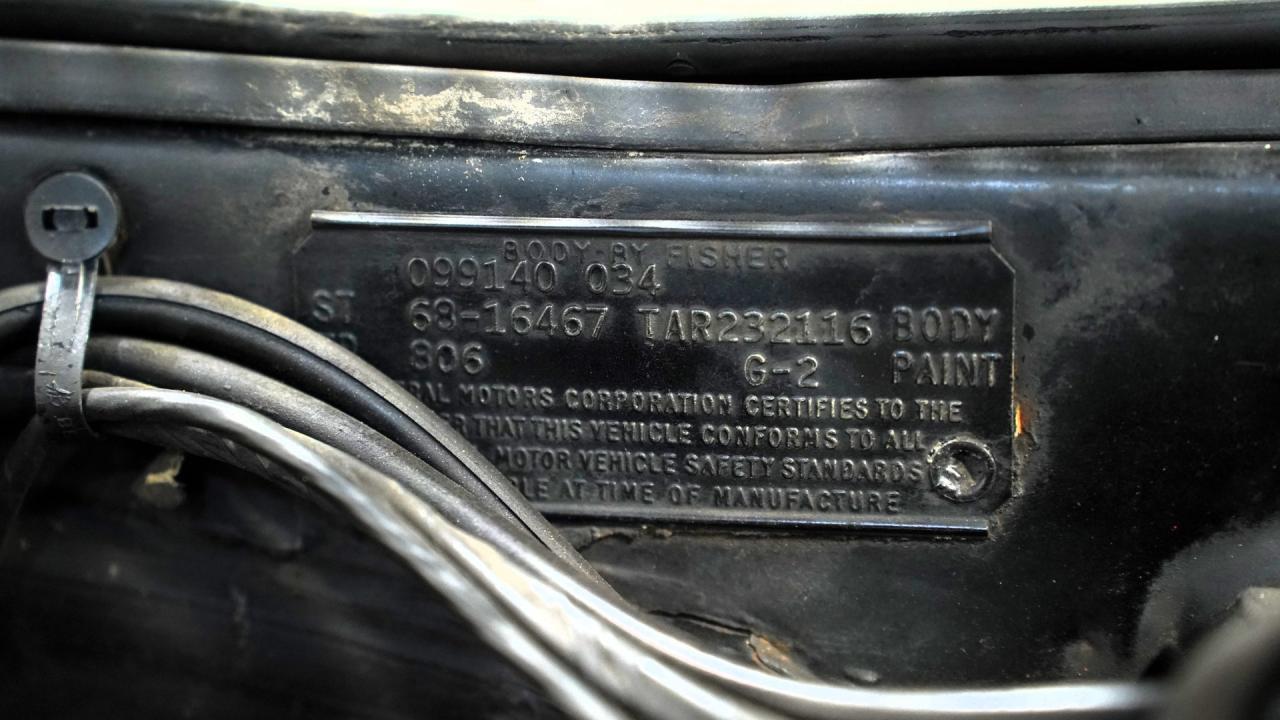 BODY BY FISHER
099140 034
ST 68-16467 TAR232116 BODY
806 G-2 PAINT
MOTORS CORPORATION CERTIFIES TO THE
THAT THIS VEHICLE CONFORMS TO ALL
MOTOR VEHICLE SAFETY STANDARDS
AT TIME OF MANUFACTURE